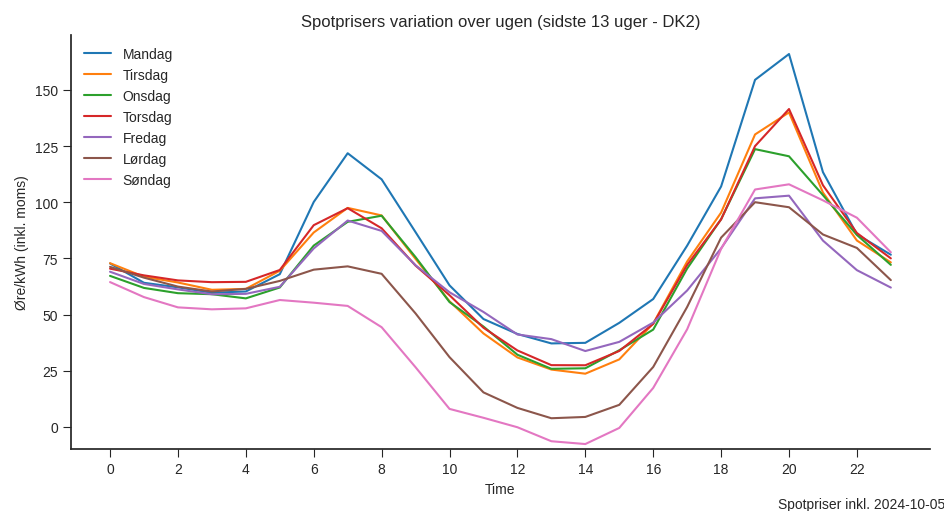 Spotprisers variation over ugen (sidste 13 uger - DK2)
Mandag
Tirsdag
Onsdag
Torsdag
Fredag
Lørdag
Søndag
Øre/kWh (inkl. moms)
150
125
100
75
50
25
0
0 2 4 6 8 10 12 14 16 18 20 22
Time
Spotpriser inkl. 2024-10-05